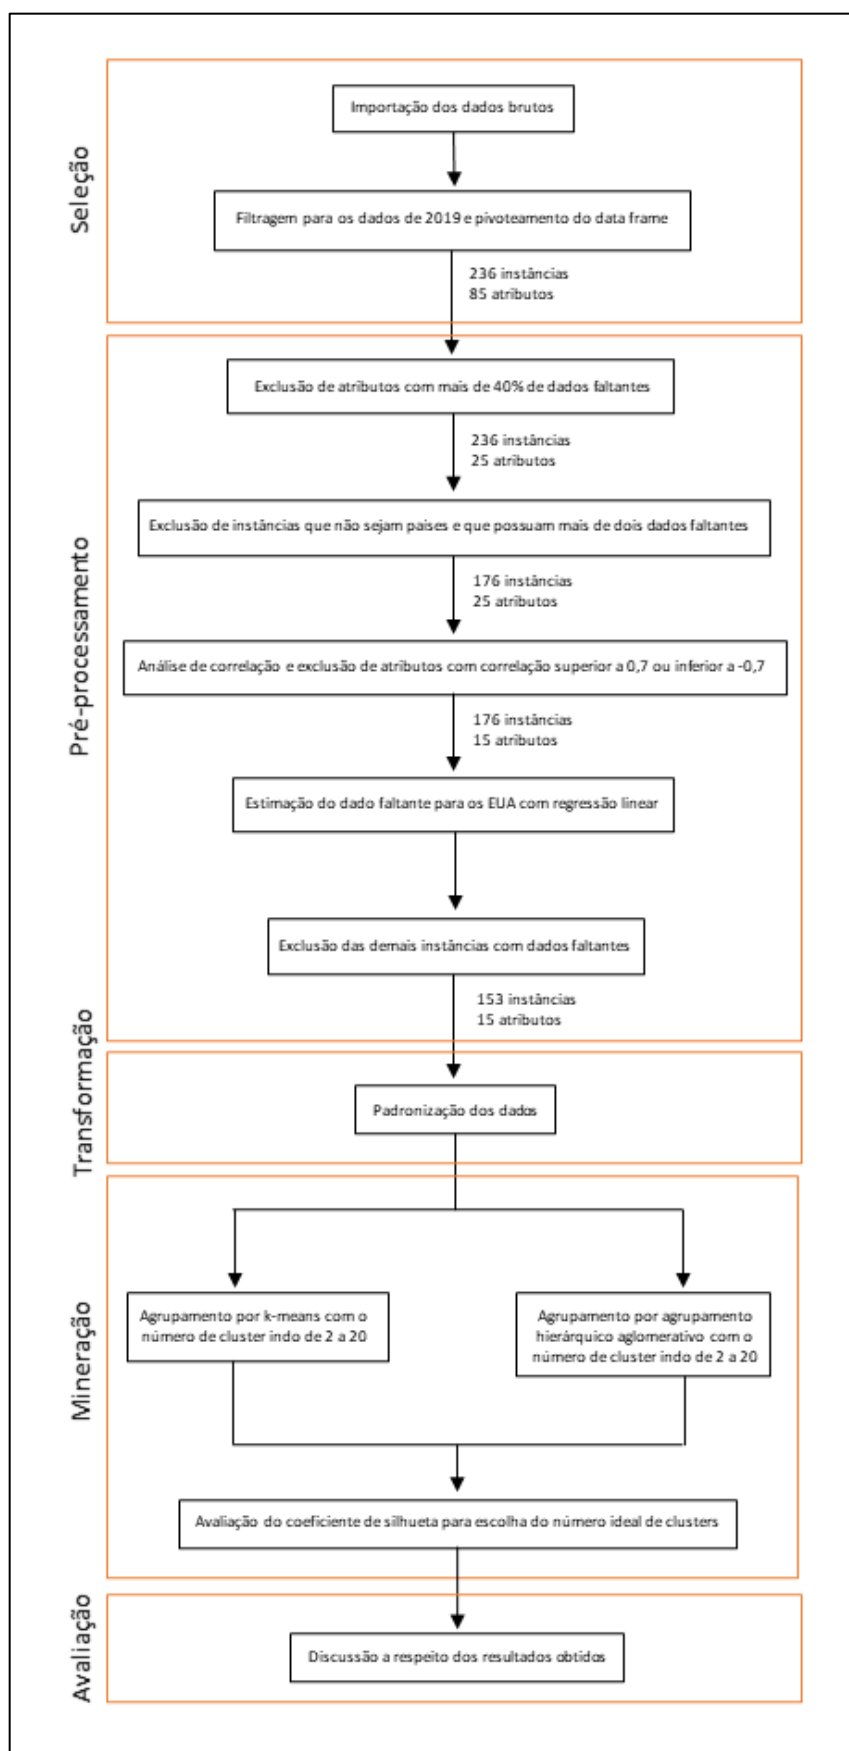 Seleção
Importação dos dados brutos
Filtragem para os dados de 2019 e pivoteamento do data frame
236 instâncias
85 atributos
Pré-processamento
Exclusão de atributos com mais de 40% de dados faltantes
236 instâncias
25 atributos
Exclusão de instâncias que não sejam países e que possuam mais de dois dados faltantes
176 instâncias
25 atributos
Análise de correlação e exclusão de atributos com correlação superior a 0,7 ou inferior a -0,7
176 instâncias
15 atributos
Estimação do dado faltante para os EUA com regressão linear
Exclusão das demais instâncias com dados faltantes
153 instâncias
15 atributos
Transformação
Padronização dos dados
Mineração
Agrupamento por k-means com o
número de cluster indo de 2 a 20
Agrupamento por agrupamento
hierárquico aglomerativo com o
número de cluster indo de 2 a 20
Avaliação do coeficiente de silhueta para escolha do número ideal de clusters
Avaliação
Discussão a respeito dos resultados obtidos